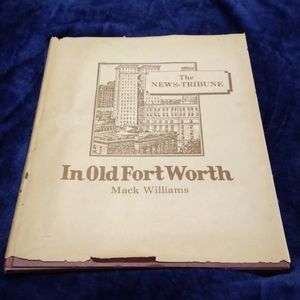 The
NEWS-TRIBUNE
In Old Fort Worth
Mack Williams